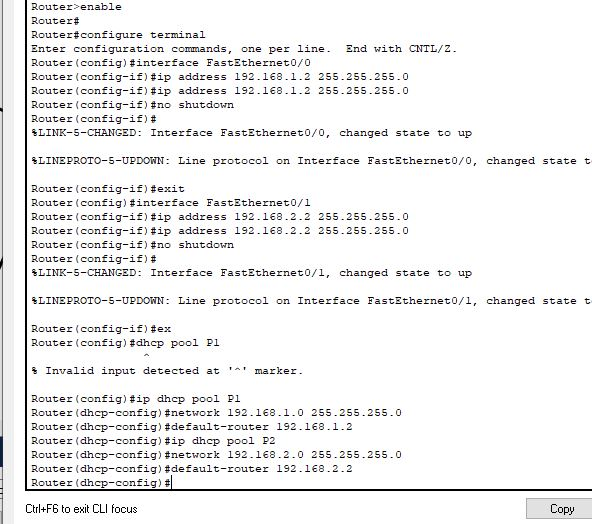 Router>enable
Router#
Router#configure terminal
Enter configuration commands, one per line.  End with CNTL/Z.
Router(config)#interface FastEthernet0/0
Router(config-if)#ip address 192.168.1.2 255.255.255.0
Router(config-if)#ip address 192.168.1.2 255.255.255.0
Router(config-if)#no shutdown
Router(config-if)#
%LINK-5-CHANGED: Interface FastEthernet0/0, changed state to up
%LINEPROTO-5-UPDOWN: Line protocol on Interface FastEthernet0/0, changed state t
Router(config-if)#exit
Router(config)#interface FastEthernet0/1
Router(config-if)#ip address 192.168.2.2 255.255.255.0
Router(config-if)#ip address 192.168.2.2 255.255.255.0
Router(config-if)#no shutdown
Router(config-if)#
%LINK-5-CHANGED: Interface FastEthernet0/1, changed state to up
%LINEPROTO-5-UPDOWN: Line protocol on Interface FastEthernet0/1, changed state t
Router(config-if)#ex
Router(config)#dhcp pool P1
^
% Invalid input detected at '^' marker.
Router(config)#ip dhcp pool P1
Router(dhcp-config)#network 192.168.1.0 255.255.255.0
Router(dhcp-config)#default-router 192.168.1.2
Router(dhcp-config)#ip dhcp pool P2
Router(dhcp-config)#network 192.168.2.0 255.255.255.0
Router(dhcp-config)#default-router 192.168.2.2
Router(dhcp-config)#
Ctrl+F6 to exit CLI focus
Copy